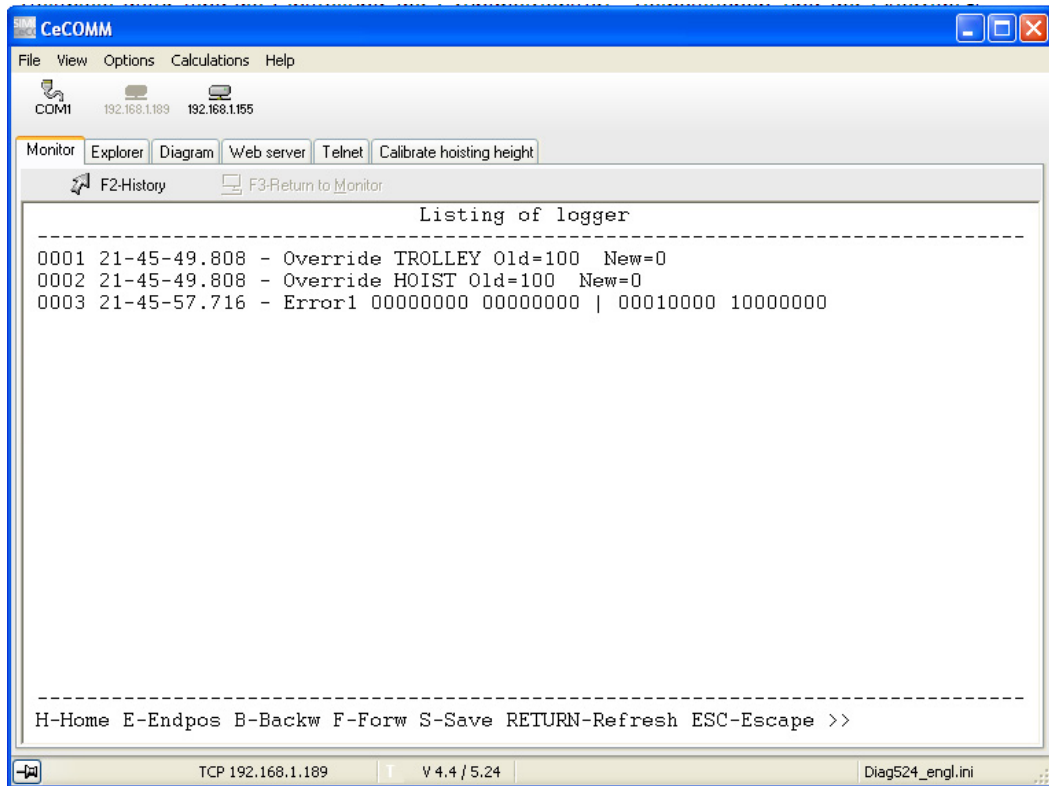 CeCOMM
File View Options Calculations Help
COM1 192.168.1.189 192.168.1.155
Monitor Explorer Diagram Web server Telnet Calibrate hoisting height
F2-History F3-Return to Monitor
Listing of logger
--------------------------------------------------------------------------------
0001 21-45-49.808 - Override TROLLEY Old=100  New=0
0002 21-45-49.808 - Override HOIST Old=100  New=0
0003 21-45-57.716 - Error1 00000000 00000000 | 00010000 10000000
--------------------------------------------------------------------------------
H-Home E-Endpos B-Backw F-Forw S-Save RETURN-Refresh ESC-Escape >>
TCP 192.168.1.189 T V 4.4 / 5.24 Diag524_engl.ini